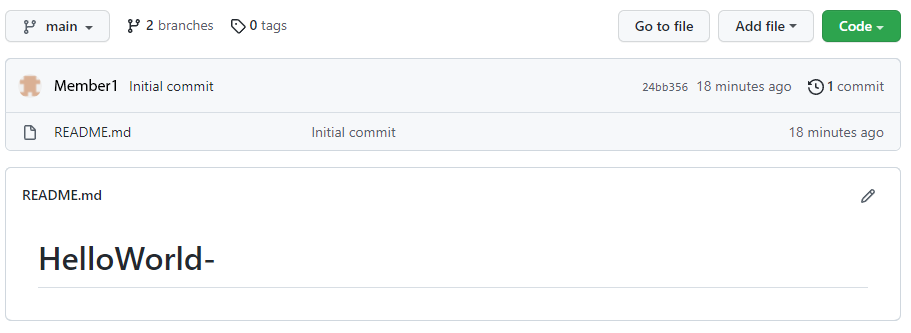 main 2 branches 0 tags Go to file Add file Code
Member1 Initial commit 24bb356 18 minutes ago 1 commit
README.md Initial commit 18 minutes ago
README.md
HelloWorld-